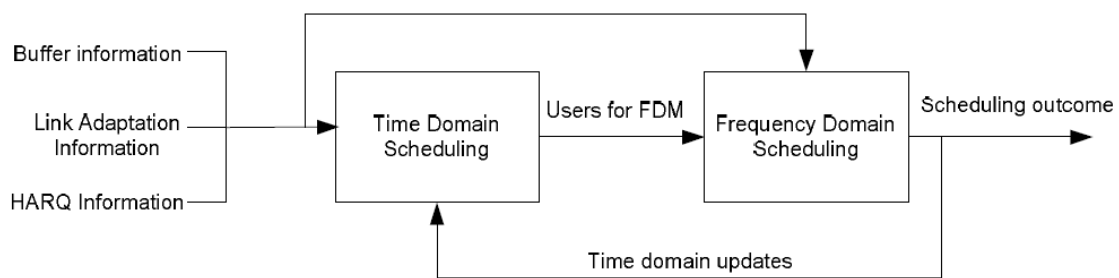 Buffer information
Link Adaptation
Information
HARQ Information
Time Domain
Scheduling
Users for FDM
Frequency Domain
Scheduling
Scheduling outcome
Time domain updates